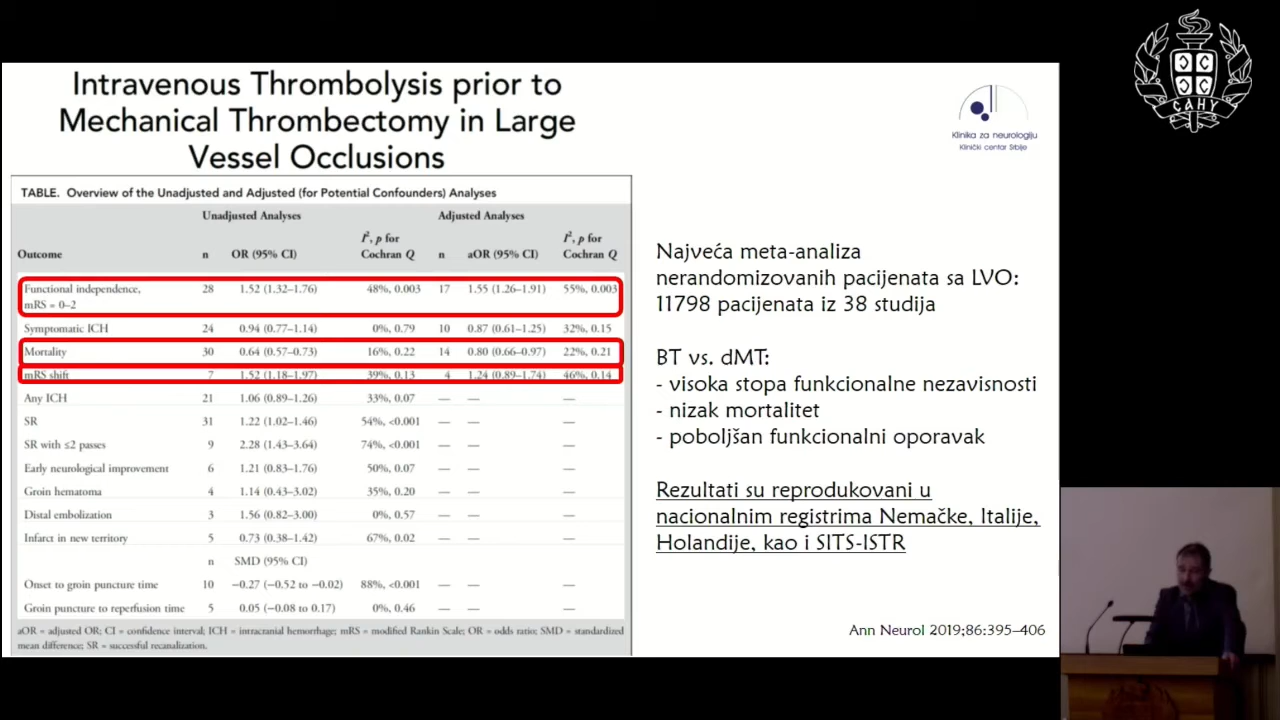 Intravenous Thrombolysis prior to
Mechanical Thrombectomy in Large
Vessel Occlusions
TABLE. Overview of the Unadjusted and Adjusted (for Potential Confounders) Analyses
Unadjusted Analyses Adjusted Analyses
Outcome n OR (95% CI) I², p for Cochran Q n aOR (95% CI) I², p for Cochran Q
Functional independence, mRS = 0–2 28 1.52 (1.32–1.76) 48%, 0.003 17 1.55 (1.26–1.91) 55%, 0.003
Symptomatic ICH 24 0.94 (0.77–1.14) 0%, 0.79 10 0.87 (0.61–1.25) 32%, 0.15
Mortality 30 0.64 (0.57–0.73) 16%, 0.22 14 0.80 (0.66–0.97) 22%, 0.21
mRS shift 7 1.52 (1.18–1.97) 39%, 0.13 4 1.24 (0.89–1.74) 46%, 0.14
Any ICH 21 1.06 (0.89–1.26) 33%, 0.07 — — —
SR 31 1.22 (1.02–1.46) 54%, <0.001 — — —
SR with ≤2 passes 9 2.28 (1.43–3.64) 74%, <0.001 — — —
Early neurological improvement 6 1.21 (0.83–1.76) 50%, 0.07 — — —
Groin hematoma 4 1.14 (0.43–3.02) 35%, 0.20 — — —
Distal embolization 3 1.56 (0.82–3.00) 0%, 0.57 — — —
Infarct in new territory 5 0.73 (0.38–1.42) 67%, 0.02 — — —
n SMD (95% CI)
Onset to groin puncture time 10 −0.27 (−0.52 to −0.02) 88%, <0.001 — — —
Groin puncture to reperfusion time 5 0.05 (−0.08 to 0.17) 0%, 0.46 — — —
aOR = adjusted OR; CI = confidence interval; ICH = intracranial hemorrhage; mRS = modified Rankin Scale; OR = odds ratio; SMD = standardized
mean difference; SR = successful recanalization.
Klinika za neurologiju
Klinički centar Srbije
Najveća meta-analiza
nerandomizovanih pacijenata sa LVO:
11798 pacijenata iz 38 studija
BT vs. dMT:
- visoka stopa funkcionalne nezavisnosti
- nizak mortalitet
- poboljšan funkcionalni oporavak
Rezultati su reprodukovani u
nacionalnim registrima Nemačke, Italije,
Holandije, kao i SITS-ISTR
Ann Neurol 2019;86:395–406
САНУ